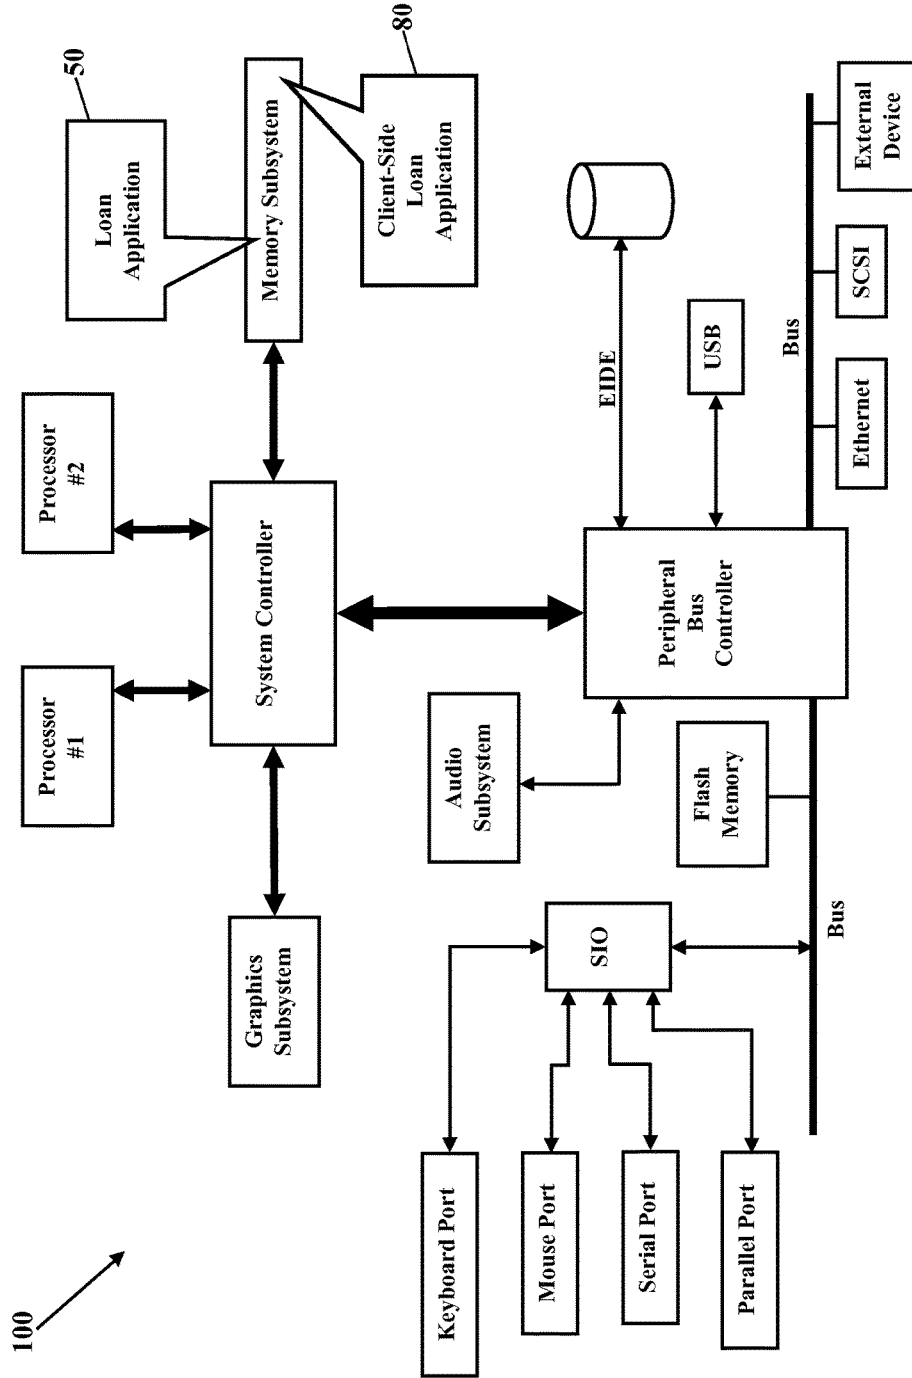 100
50
80
Loan
Application
Memory Subsystem
Client-Side
Loan
Application
Processor
#1
Processor
#2
Graphics
Subsystem
System Controller
Audio
Subsystem
Peripheral
Bus
Controller
EIDE
USB
Flash
Memory
SIO
Keyboard Port
Mouse Port
Serial Port
Parallel Port
Bus
Bus
Ethernet
SCSI
External
Device